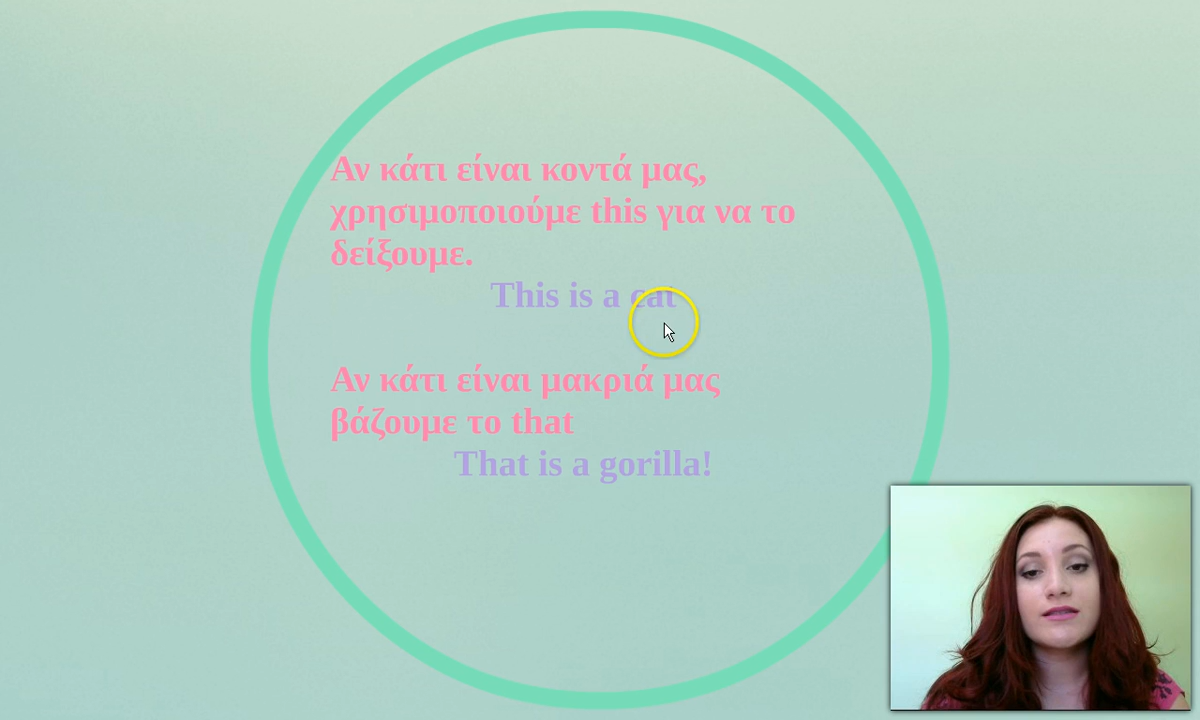 Αν κάτι είναι κοντά μας,
χρησιμοποιούμε this για να το
δείξουμε.
This is a cat
Αν κάτι είναι μακριά μας
βάζουμε το that
That is a gorilla!